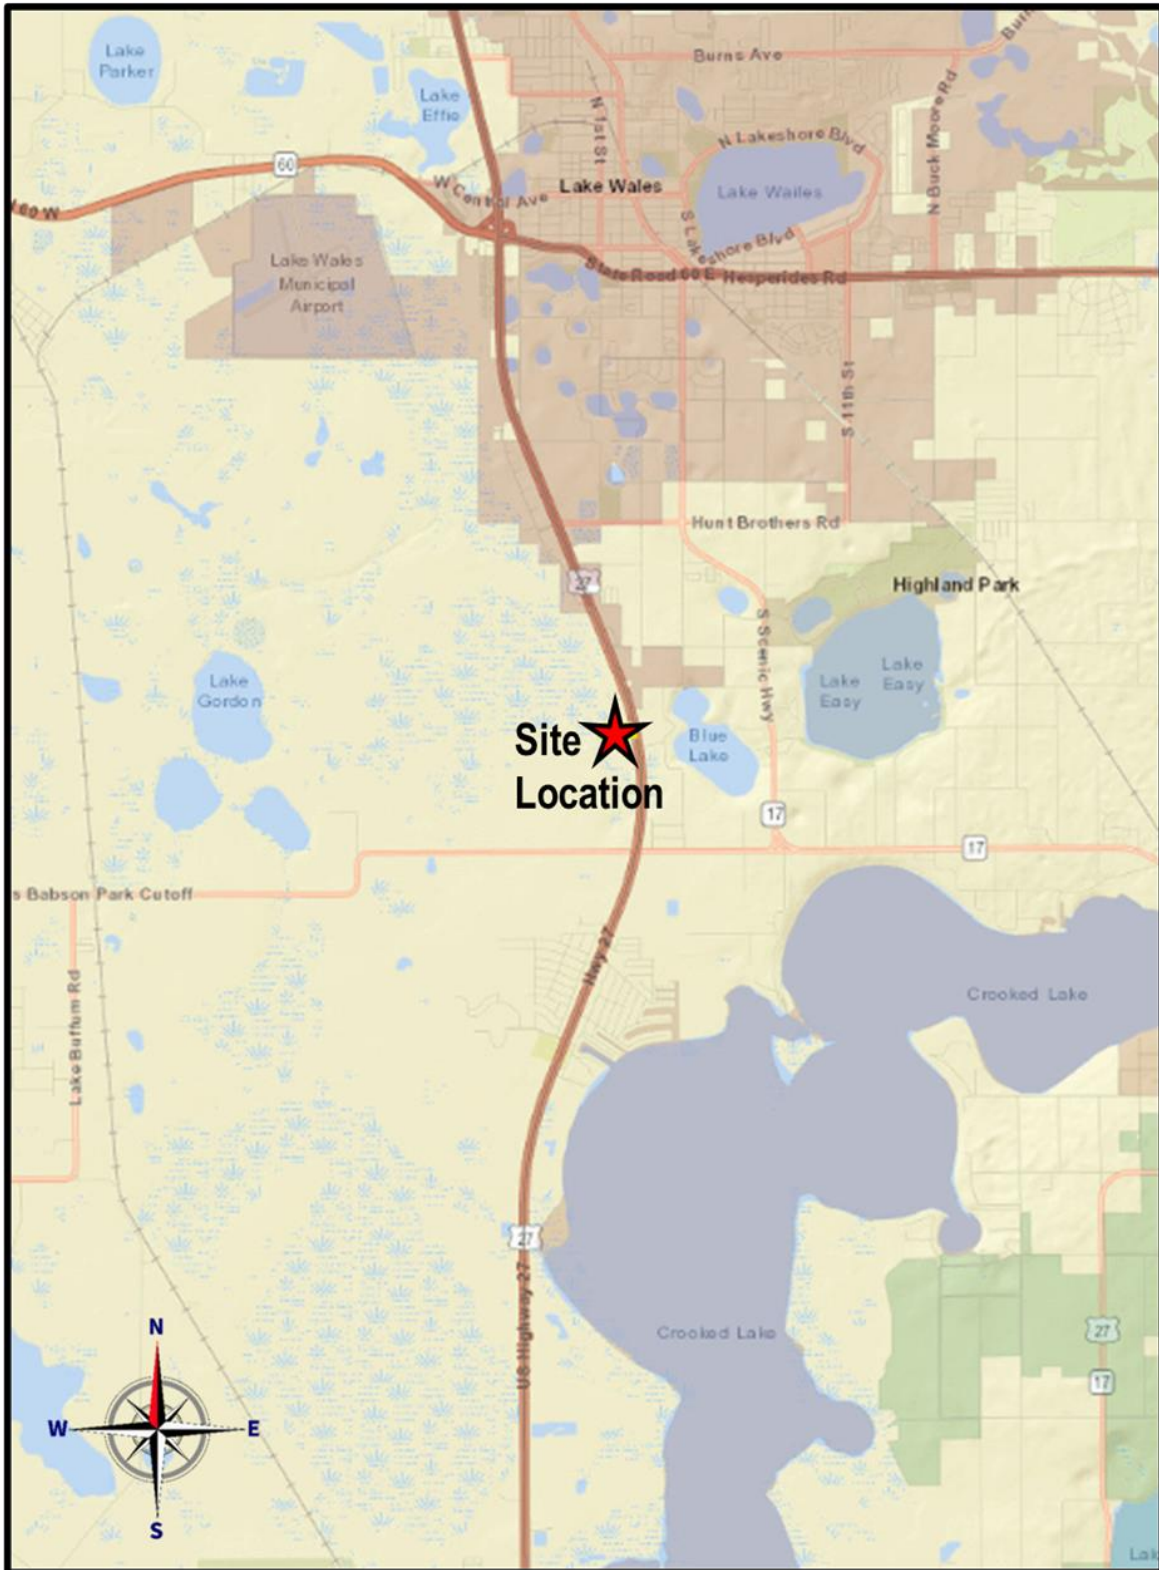 Lake
Parker
Burns Ave
Lake
Effie
N 1st St
N Lakeshore Blvd
N Buck Moore Rd
60
W Central Ave
Lake Wales
Lake Wailes
60 W
S Lakeshore Blvd
Lake Wales
Municipal
Airport
State Road 60 E
Hesperides Rd
S 11th St
Hunt Brothers Rd
27
Highland Park
S Scenic Hwy
Lake
Gordon
Lake
Easy
Lake
Easy
Site
Location
Blue
Lake
17
17
s Babson Park Cutoff
Hwy 27
Lake Buffum Rd
Crooked Lake
27
US Highway 27
Crooked Lake
27
17
N
W
E
S
Lak